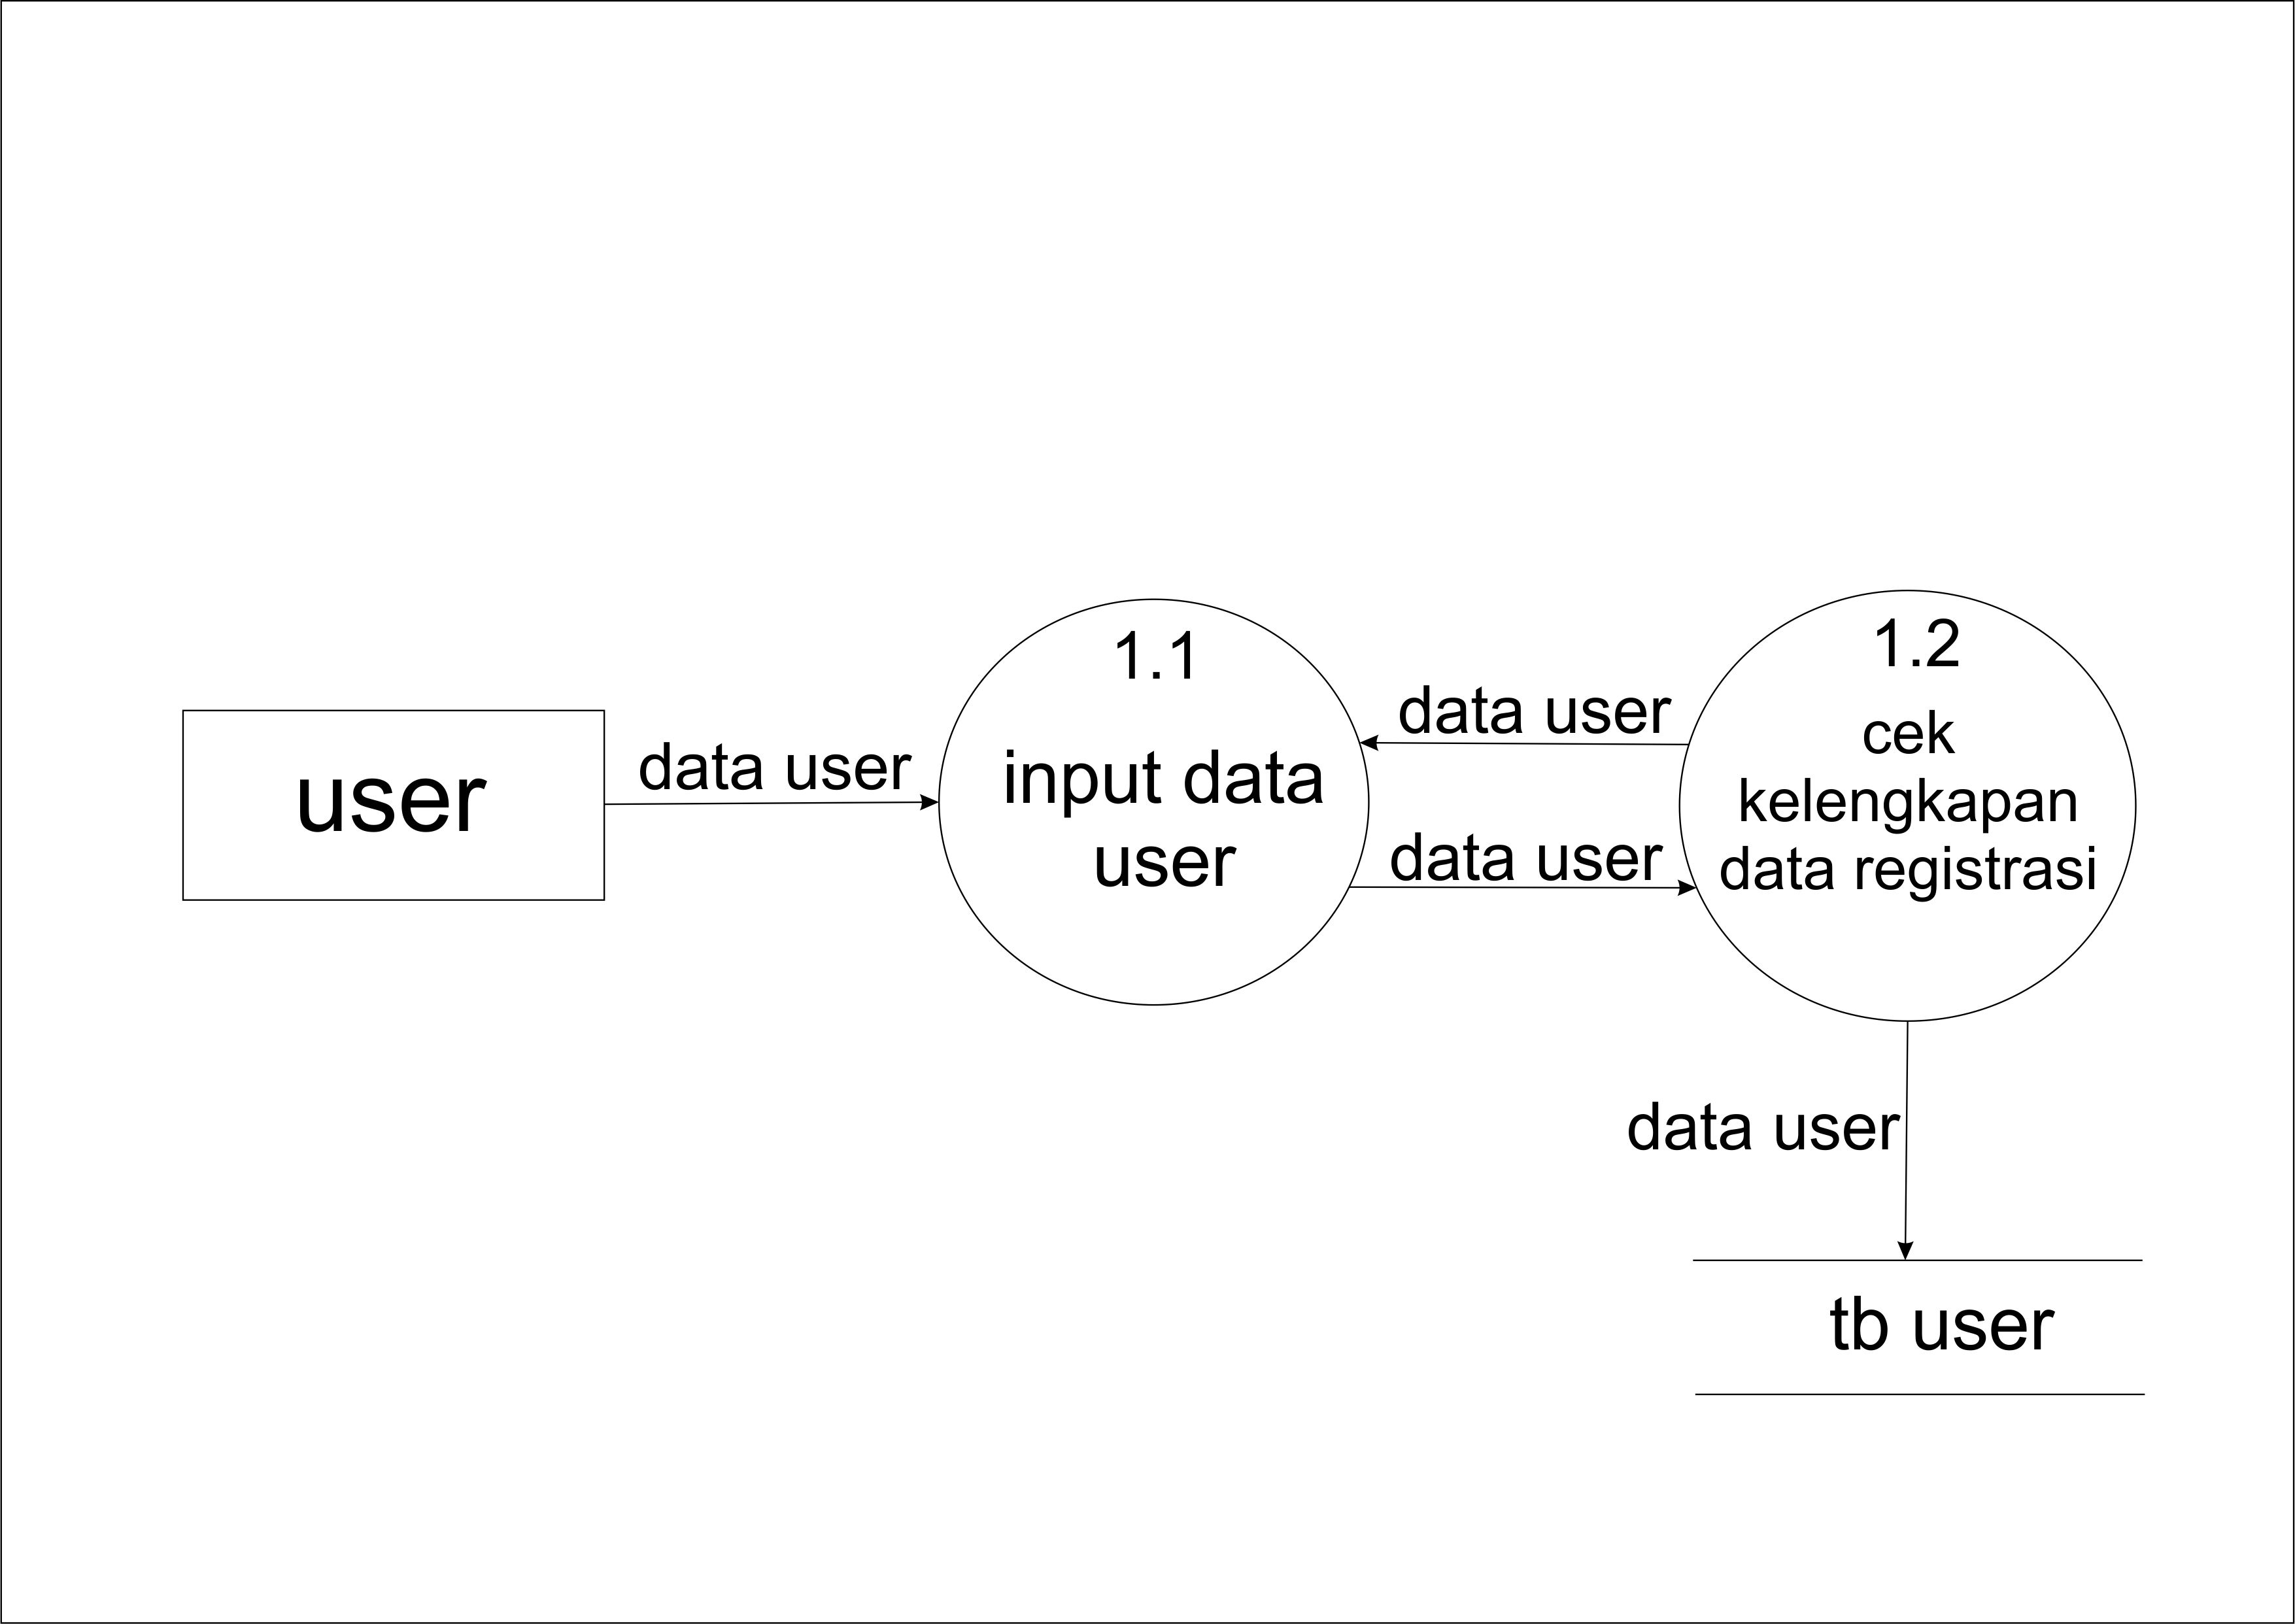 user
data user
1.1
input data
user
data user
data user
1.2
cek
kelengkapan
data registrasi
data user
tb user